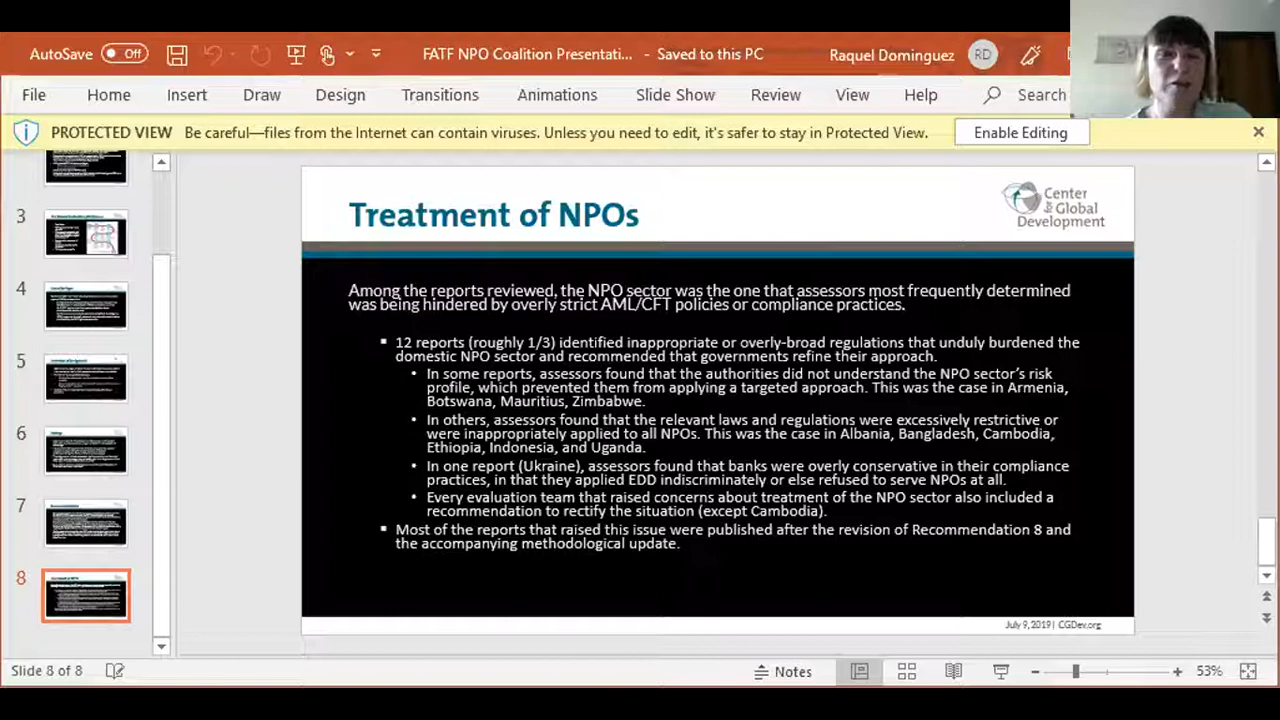 AutoSave Off
FATF NPO Coalition Presentati... - Saved to this PC
Raquel Dominguez RD
File Home Insert Draw Design Transitions Animations Slide Show Review View Help Search
PROTECTED VIEW Be careful—files from the Internet can contain viruses. Unless you need to edit, it's safer to stay in Protected View. Enable Editing
3
4
5
6
7
8
Treatment of NPOs
Center
& Global
Development
Among the reports reviewed, the NPO sector was the one that assessors most frequently determined
was being hindered by overly strict AML/CFT policies or compliance practices.
▪ 12 reports (roughly 1/3) identified inappropriate or overly-broad regulations that unduly burdened the
domestic NPO sector and recommended that governments refine their approach.
• In some reports, assessors found that the authorities did not understand the NPO sector's risk
profile, which prevented them from applying a targeted approach. This was the case in Armenia,
Botswana, Mauritius, Zimbabwe.
• In others, assessors found that the relevant laws and regulations were excessively restrictive or
were inappropriately applied to all NPOs. This was the case in Albania, Bangladesh, Cambodia,
Ethiopia, Indonesia, and Uganda.
• In one report (Ukraine), assessors found that banks were overly conservative in their compliance
practices, in that they applied EDD indiscriminately or else refused to serve NPOs at all.
• Every evaluation team that raised concerns about treatment of the NPO sector also included a
recommendation to rectify the situation (except Cambodia).
▪ Most of the reports that raised this issue were published after the revision of Recommendation 8 and
the accompanying methodological update.
July 9, 2019 | CGDev.org
Slide 8 of 8
Notes
53%